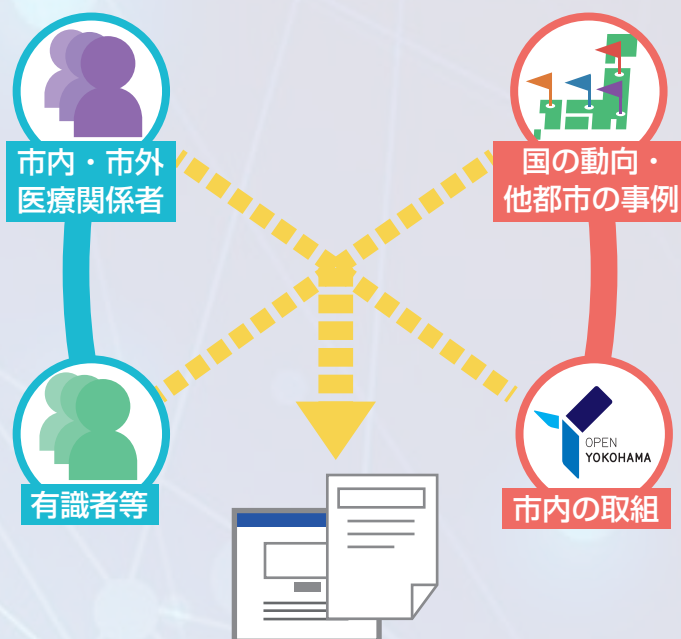 市内・市外
医療関係者
国の動向・
他都市の事例
有識者等
OPEN
YOKOHAMA
市内の取組